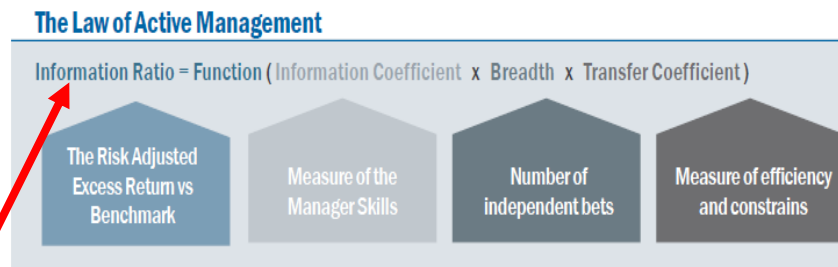 The Law of Active Management
Information Ratio = Function ( Information Coefficient x Breadth x Transfer Coefficient )
The Risk Adjusted
Excess Return vs
Benchmark
Measure of the
Manager Skills
Number of
independent bets
Measure of efficiency
and constrains